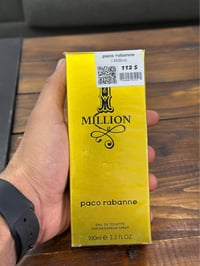 paco rabanne
1 Million
112 $
1
MILLION
paco rabanne
EAU DE TOILETTE
100ml e 3.3 FL.OZ